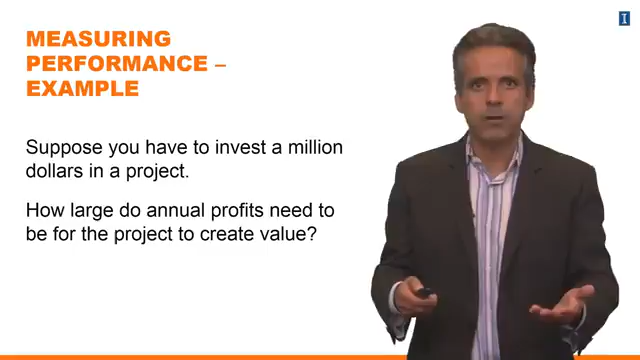 MEASURING
PERFORMANCE –
EXAMPLE
Suppose you have to invest a million
dollars in a project.
How large do annual profits need to
be for the project to create value?
I